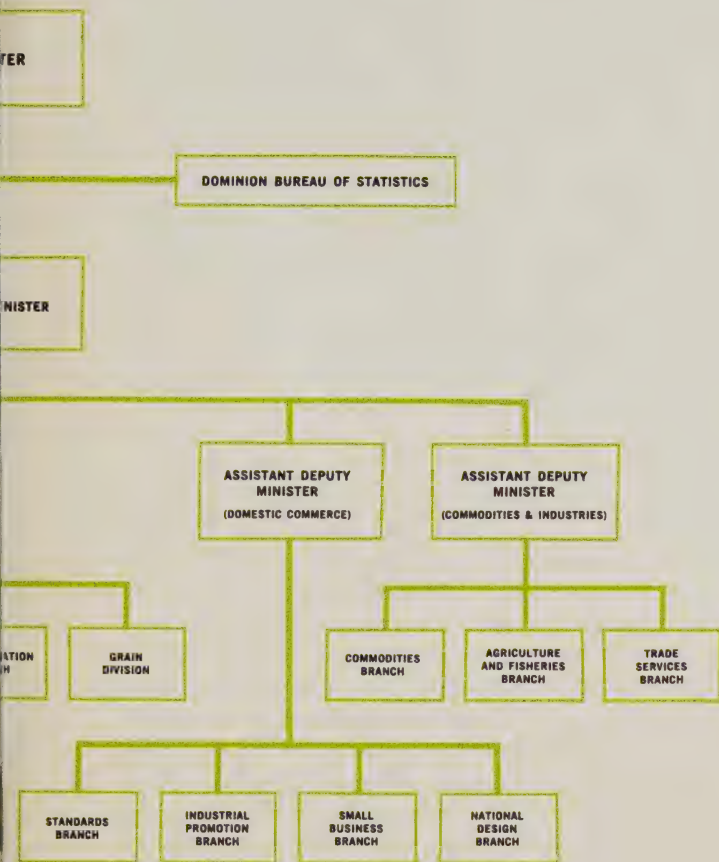 TER
DOMINION BUREAU OF STATISTICS
NISTER
ASSISTANT DEPUTY
MINISTER
(DOMESTIC COMMERCE)
ASSISTANT DEPUTY
MINISTER
(COMMODITIES & INDUSTRIES)
ATION
H
GRAIN
DIVISION
COMMODITIES
BRANCH
AGRICULTURE
AND FISHERIES
BRANCH
TRADE
SERVICES
BRANCH
STANDARDS
BRANCH
INDUSTRIAL
PROMOTION
BRANCH
SMALL
BUSINESS
BRANCH
NATIONAL
DESIGN
BRANCH